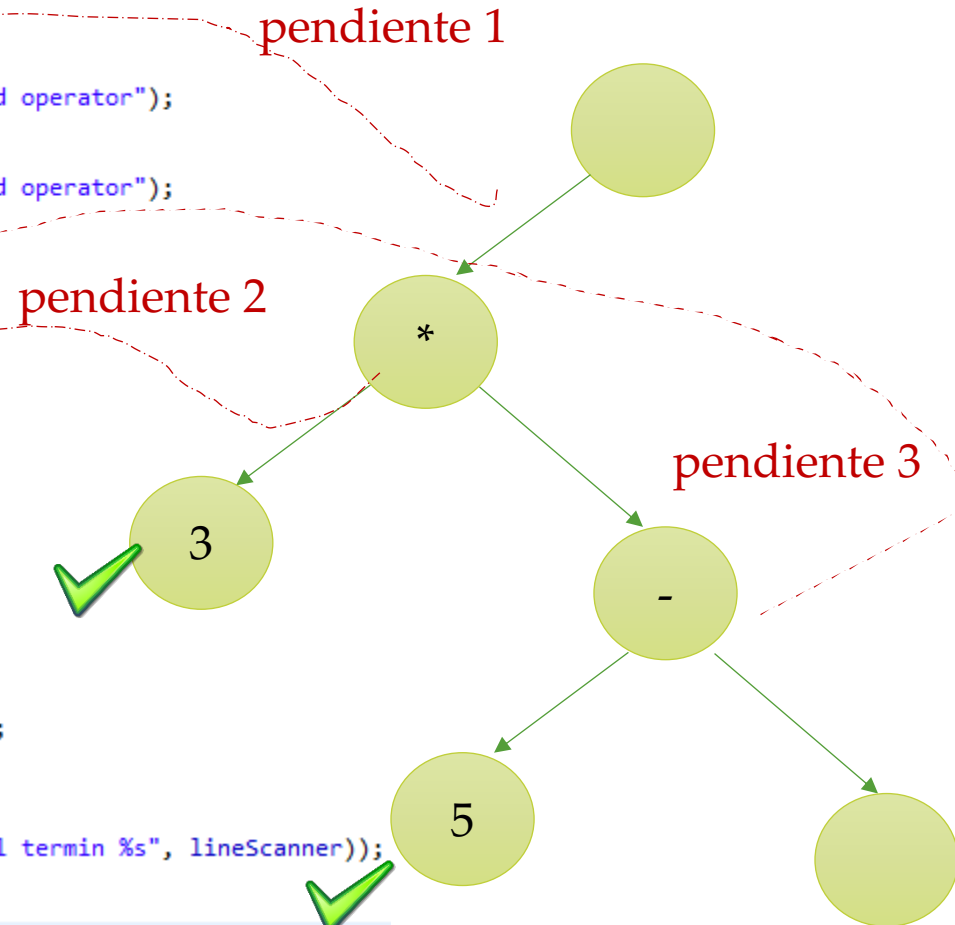 pendiente 1
d operator");
d operator");
pendiente 2
*
pendiente 3
3
-
;
5
l termin %s", lineScanner));